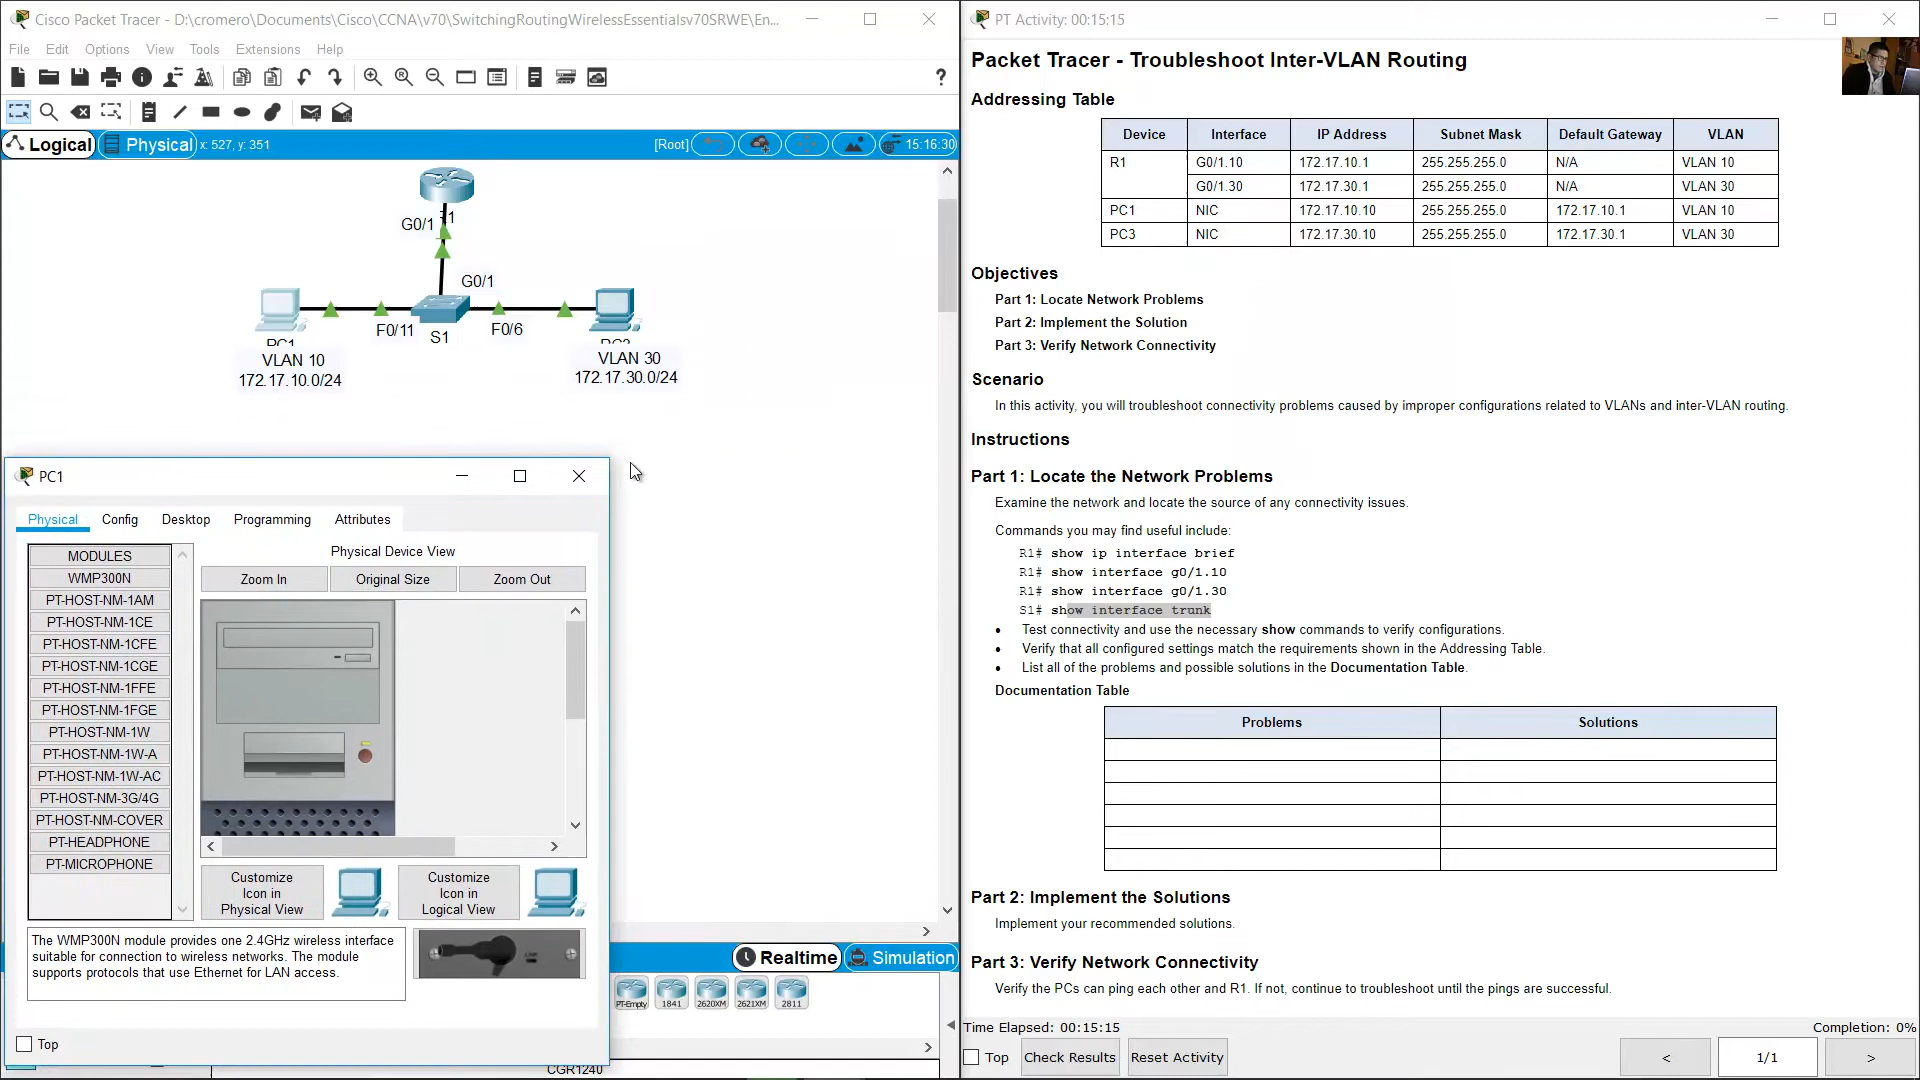 Cisco Packet Tracer - D:\cromero\Documents\Cisco\CCNA\v70\SwitchingRoutingWirelessEssentialsv70SRWE\En...
File Edit Options View Tools Extensions Help
?
Logical Physical x: 527, y: 351 [Root] 15:16:30
G0/1
G0/1
F0/11 S1 F0/6
PC1
VLAN 10
172.17.10.0/24
VLAN 30
172.17.30.0/24
PC1
Physical Config Desktop Programming Attributes
MODULES
WMP300N
PT-HOST-NM-1AM
PT-HOST-NM-1CE
PT-HOST-NM-1CFE
PT-HOST-NM-1CGE
PT-HOST-NM-1FFE
PT-HOST-NM-1FGE
PT-HOST-NM-1W
PT-HOST-NM-1W-A
PT-HOST-NM-1W-AC
PT-HOST-NM-3G/4G
PT-HOST-NM-COVER
PT-HEADPHONE
PT-MICROPHONE
Physical Device View
Zoom In Original Size Zoom Out
Customize
Icon in
Physical View
Customize
Icon in
Logical View
The WMP300N module provides one 2.4GHz wireless interface
suitable for connection to wireless networks. The module
supports protocols that use Ethernet for LAN access.
Top
Realtime Simulation
PT-Empty 1841 2620XM 2621XM 2811
CGR1240
PT Activity: 00:15:15
Packet Tracer - Troubleshoot Inter-VLAN Routing
Addressing Table
Device Interface IP Address Subnet Mask Default Gateway VLAN
R1 G0/1.10 172.17.10.1 255.255.255.0 N/A VLAN 10
G0/1.30 172.17.30.1 255.255.255.0 N/A VLAN 30
PC1 NIC 172.17.10.10 255.255.255.0 172.17.10.1 VLAN 10
PC3 NIC 172.17.30.10 255.255.255.0 172.17.30.1 VLAN 30
Objectives
Part 1: Locate Network Problems
Part 2: Implement the Solution
Part 3: Verify Network Connectivity
Scenario
In this activity, you will troubleshoot connectivity problems caused by improper configurations related to VLANs and inter-VLAN routing.
Instructions
Part 1: Locate the Network Problems
Examine the network and locate the source of any connectivity issues.
Commands you may find useful include:
R1# show ip interface brief
R1# show interface g0/1.10
R1# show interface g0/1.30
S1# show interface trunk
• Test connectivity and use the necessary show commands to verify configurations.
• Verify that all configured settings match the requirements shown in the Addressing Table.
• List all of the problems and possible solutions in the Documentation Table.
Documentation Table
Problems Solutions
Part 2: Implement the Solutions
Implement your recommended solutions.
Part 3: Verify Network Connectivity
Verify the PCs can ping each other and R1. If not, continue to troubleshoot until the pings are successful.
Time Elapsed: 00:15:15 Completion: 0%
Top Check Results Reset Activity < 1/1 >